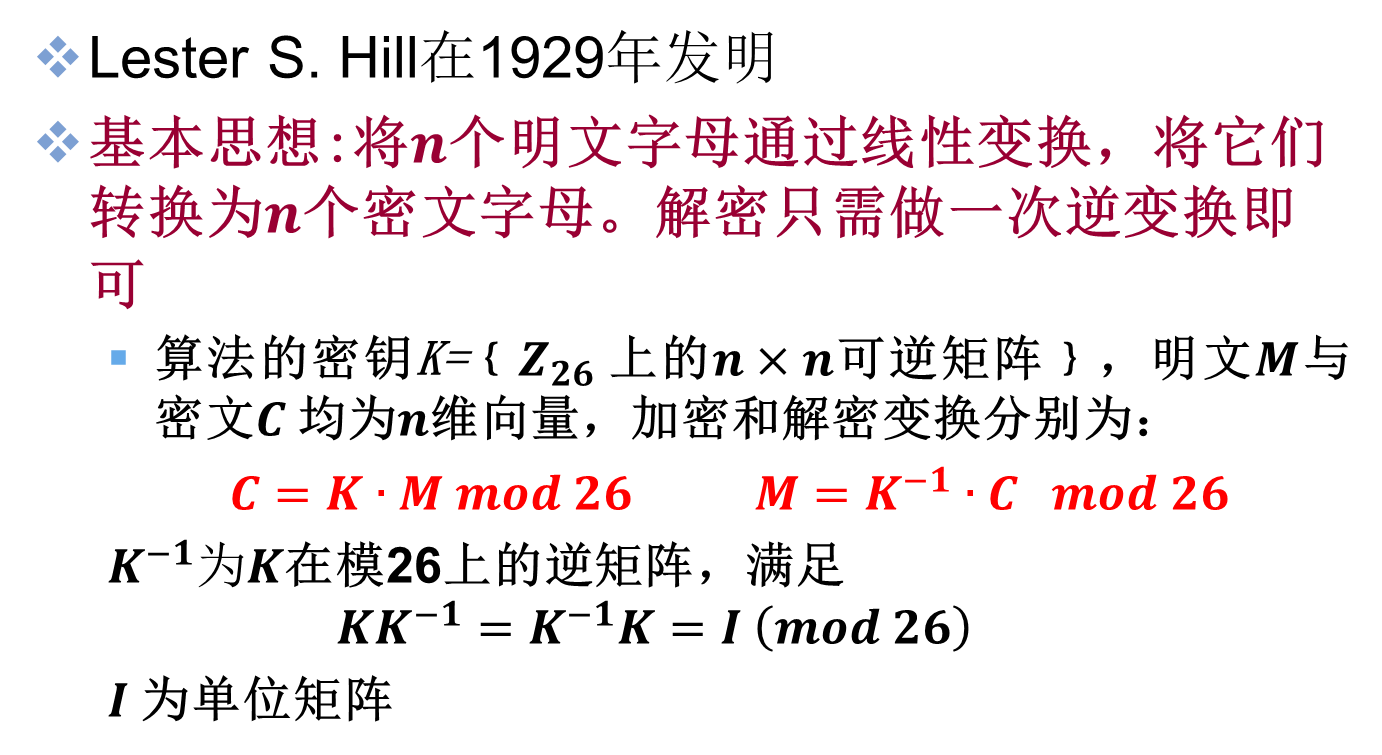 Lester S. Hill在1929年发明
基本思想:将n个明文字母通过线性变换，将它们
转换为n个密文字母。解密只需做一次逆变换即
可
算法的密钥K={ Z₂₆ 上的n × n可逆矩阵 }，明文M与
密文C 均为n维向量，加密和解密变换分别为：
C = K · M mod 26 M = K⁻¹ · C mod 26
K⁻¹为K在模26上的逆矩阵，满足
KK⁻¹ = K⁻¹K = I (mod 26)
I 为单位矩阵